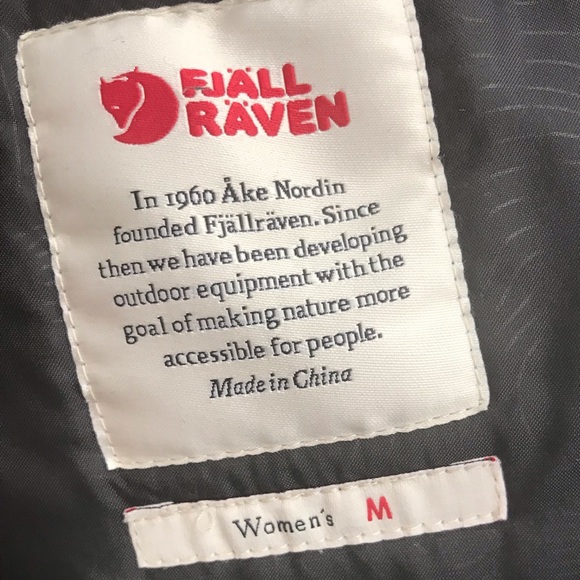 FJÄLL
RÄVEN
In 1960 Åke Nordin
founded Fjällräven. Since
then we have been developing
outdoor equipment with the
goal of making nature more
accessible for people.
Made in China
Women's M